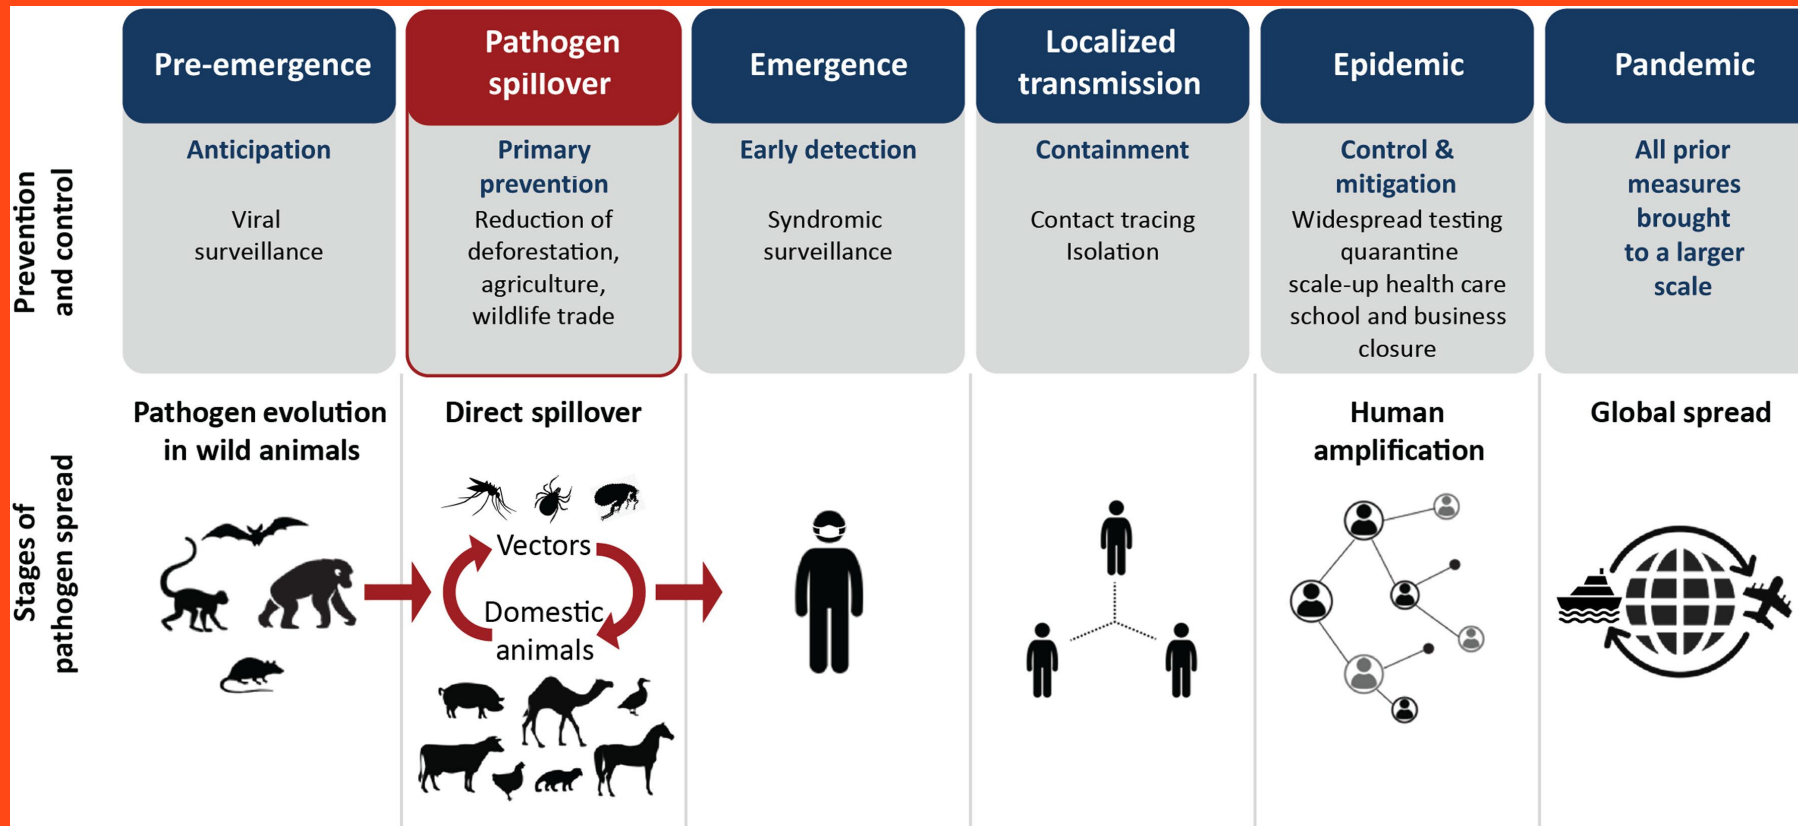 Pre-emergence
Pathogen
spillover
Emergence
Localized
transmission
Epidemic
Pandemic
Prevention
and control
Anticipation
Viral
surveillance
Primary
prevention
Reduction of
deforestation,
agriculture,
wildlife trade
Early detection
Syndromic
surveillance
Containment
Contact tracing
Isolation
Control &
mitigation
Widespread testing
quarantine
scale-up health care
school and business
closure
All prior
measures
brought
to a larger
scale
Stages of
pathogen spread
Pathogen evolution
in wild animals
Direct spillover
Vectors
Domestic
animals
Human
amplification
Global spread